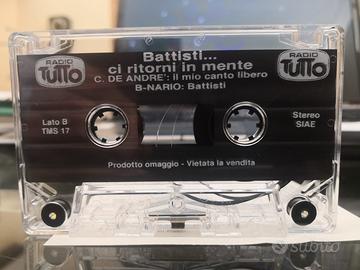 Battisti...
ci ritorni in mente
RADIO
TUTTO
RADIO
TUTTO
C. DE ANDRE': il mio canto libero
B-NARIO: Battisti
Lato B
TMS 17
Stereo
SIAE
Prodotto omaggio - Vietata la vendita
subito